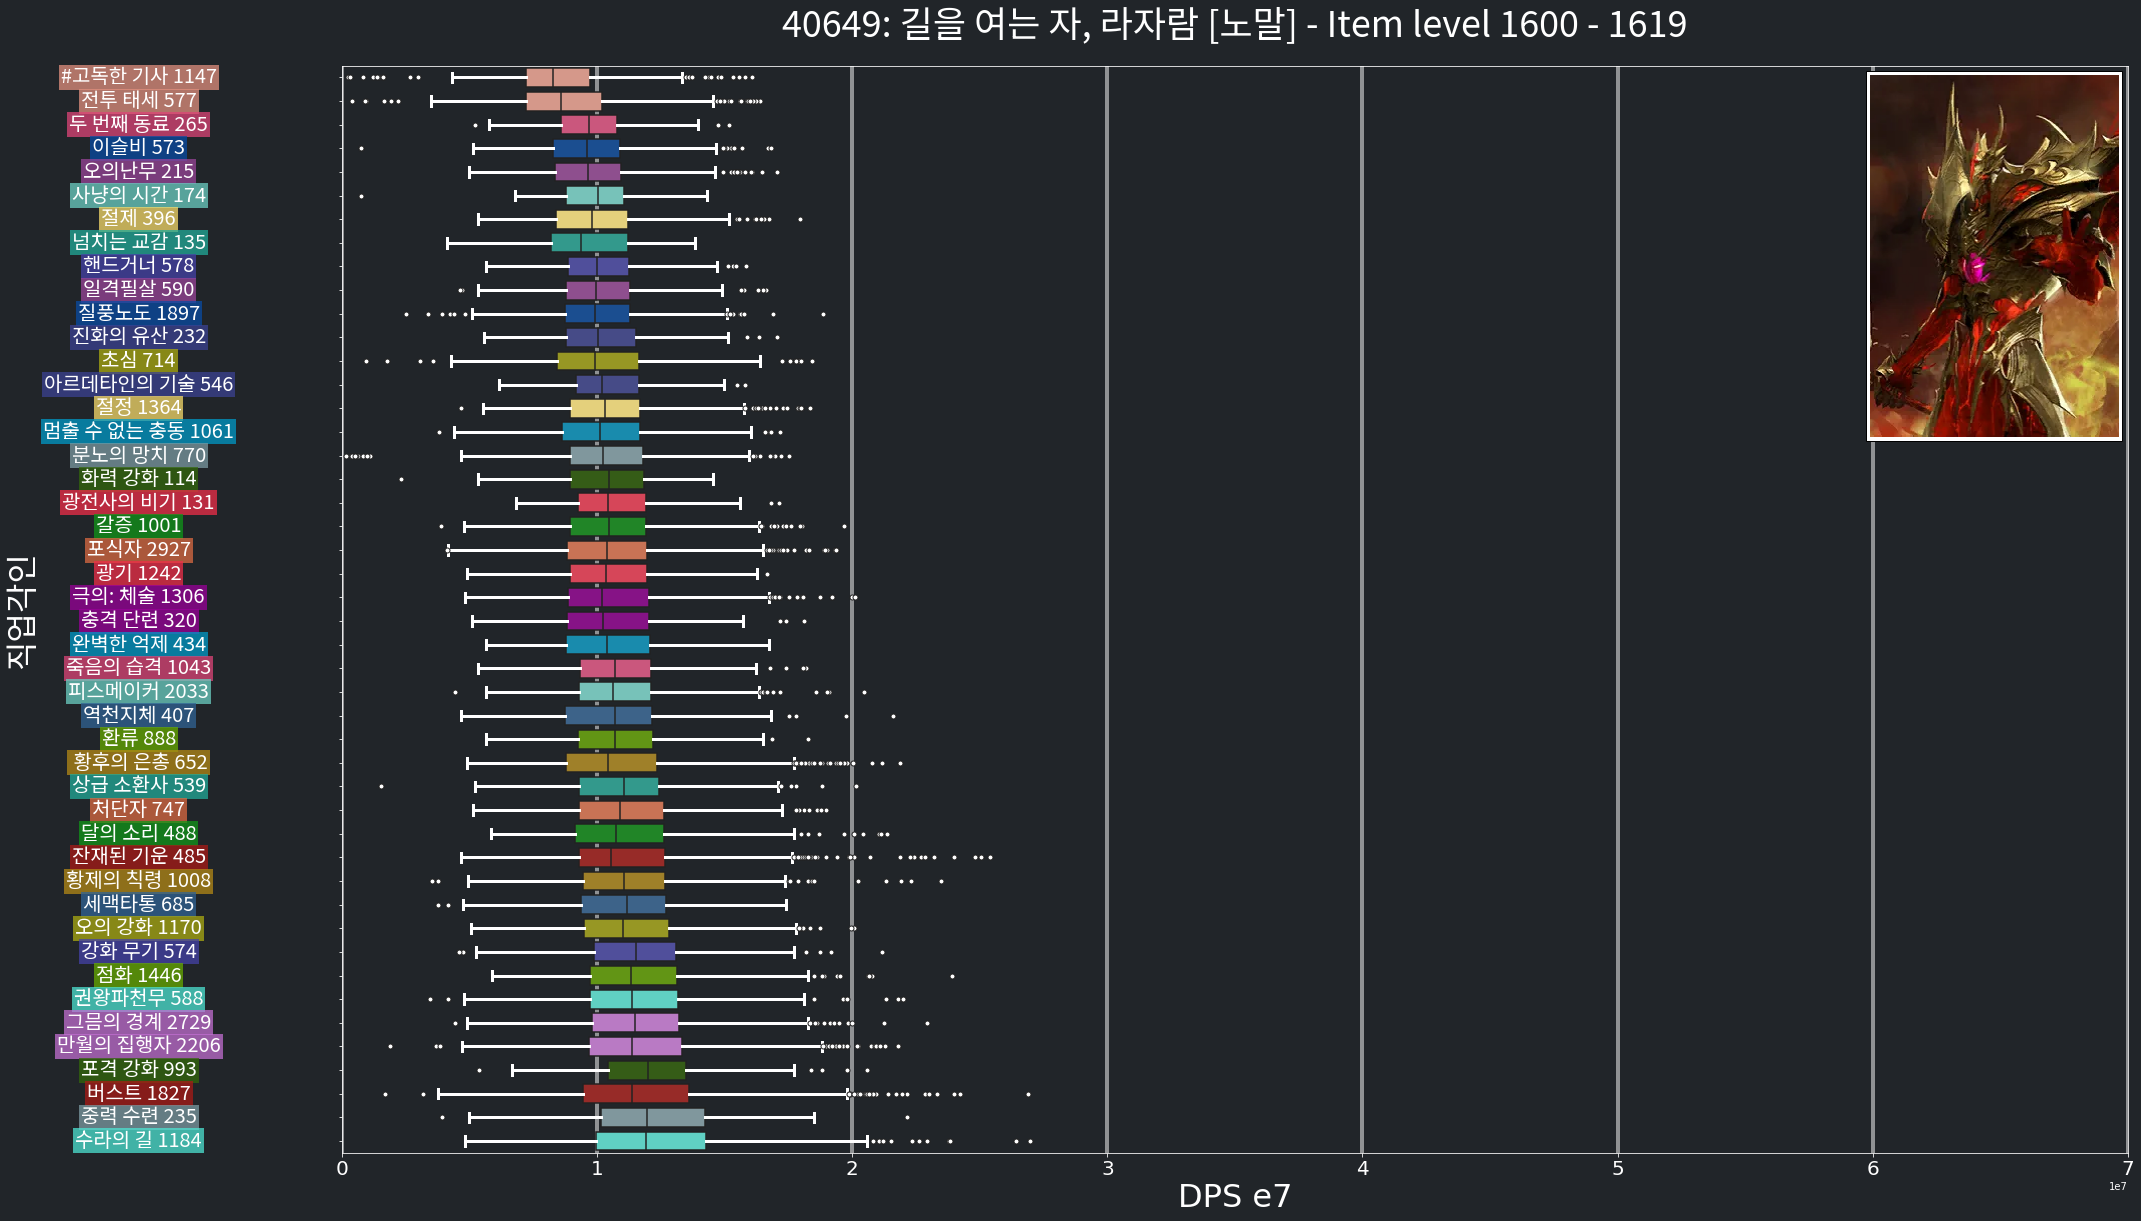 40649: 길을 여는 자, 라자람 [노말] - Item level 1600 - 1619
#고독한 기사 1147
전투 태세 577
두 번째 동료 265
이슬비 573
오의난무 215
사냥의 시간 174
절제 396
넘치는 교감 135
핸드거너 578
일격필살 590
질풍노도 1897
진화의 유산 232
초심 714
아르데타인의 기술 546
절정 1364
멈출 수 없는 충동 1061
분노의 망치 770
화력 강화 114
광전사의 비기 131
갈증 1001
포식자 2927
광기 1242
극의: 체술 1306
충격 단련 320
완벽한 억제 434
죽음의 습격 1043
피스메이커 2033
역천지체 407
환류 888
황후의 은총 652
상급 소환사 539
처단자 747
달의 소리 488
잔재된 기운 485
황제의 칙령 1008
세맥타통 685
오의 강화 1170
강화 무기 574
점화 1446
권왕파천무 588
그믐의 경계 2729
만월의 집행자 2206
포격 강화 993
버스트 1827
중력 수련 235
수라의 길 1184
직업각인
0 1 2 3 4 5 6 7
1e7
DPS e7